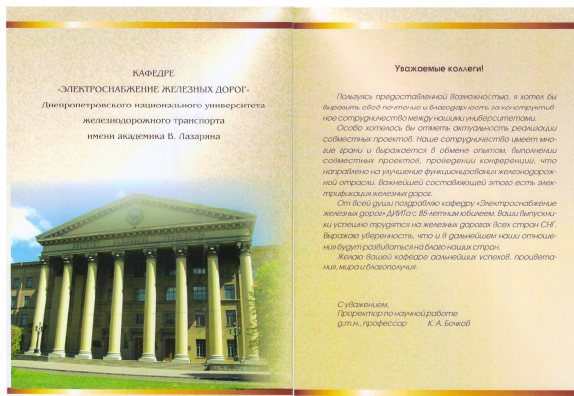 КАФЕДРЕ
«ЭЛЕКТРОСНАБЖЕНИЕ ЖЕЛЕЗНЫХ ДОРОГ»
Днепропетровского национального университета
железнодорожного транспорта
имени академика В. Лазаряна
Уважаемые коллеги!
Пользуясь предоставленной возможностью, я хотел бы
выразить своё почтение и благодарность за конструктив-
ное сотрудничество между нашими университетами.
Особо хотелось бы отметь актуальность реализации
совместных проектов. Наше сотрудничество имеет мно-
гие грани и выражается в обмена опытом, выполнении
совместных проектов, проведении конференции, что
направлено на улучшение функционирования железнодорож-
ной отрасли. Важнейшей составляющей этого есть элек-
трификация железных дорог.
От всей души поздравляю кафедру «Электроснабжение
железных дорог» ДИИТа с 85-летним юбилеем. Ваши выпускни-
ки успешно трудятся на железных дорогах всех стран СНГ.
Выражаю уверенность, что и в дальнейшем наши отноше-
ния будут развиваться на благо наших стран.
Желаю вашей кафедре дальнейших успехов, процвета-
ния, мира и благополучия.
С уважением,
Проректор по научной работе
д.т.н., профессор К. А. Бочков